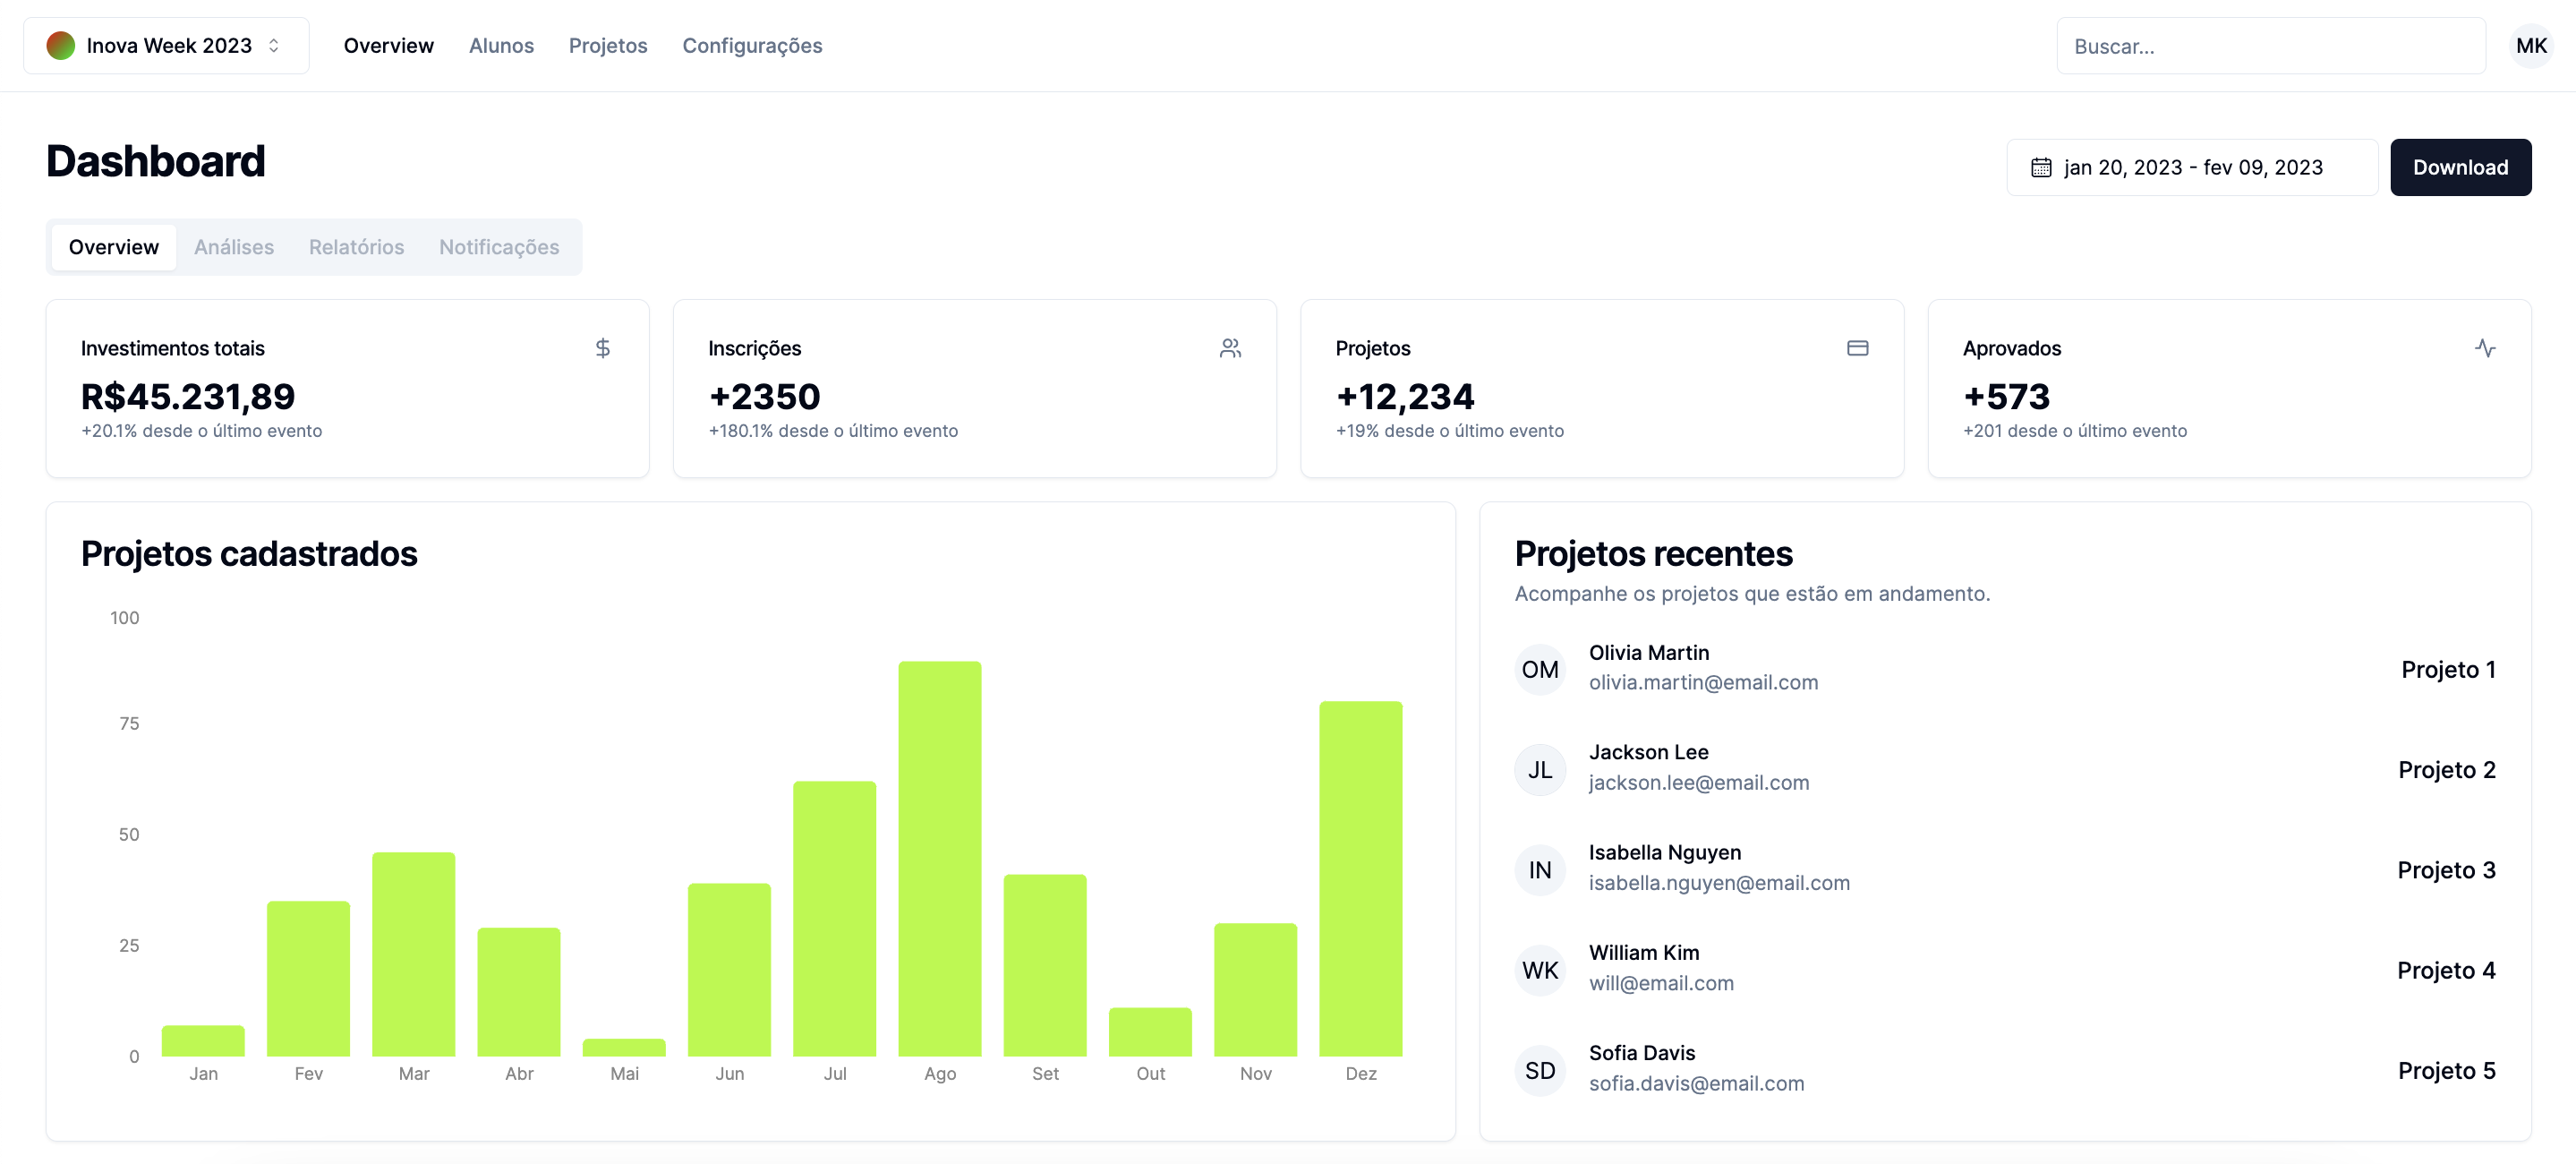 Inova Week 2023
Overview Alunos Projetos Configurações
Buscar...
MK
Dashboard
jan 20, 2023 - fev 09, 2023
Download
Overview Análises Relatórios Notificações
Investimentos totais
R$45.231,89
+20.1% desde o último evento
Inscrições
+2350
+180.1% desde o último evento
Projetos
+12,234
+19% desde o último evento
Aprovados
+573
+201 desde o último evento
Projetos cadastrados
100
75
50
25
0
Jan Fev Mar Abr Mai Jun Jul Ago Set Out Nov Dez
Projetos recentes
Acompanhe os projetos que estão em andamento.
OM
Olivia Martin
olivia.martin@email.com
Projeto 1
JL
Jackson Lee
jackson.lee@email.com
Projeto 2
IN
Isabella Nguyen
isabella.nguyen@email.com
Projeto 3
WK
William Kim
will@email.com
Projeto 4
SD
Sofia Davis
sofia.davis@email.com
Projeto 5